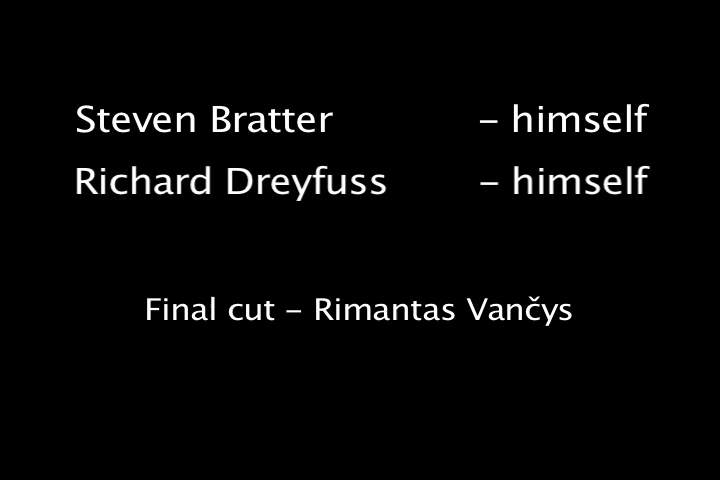 Steven Bratter – himself
Richard Dreyfuss – himself
Final cut – Rimantas Vančys